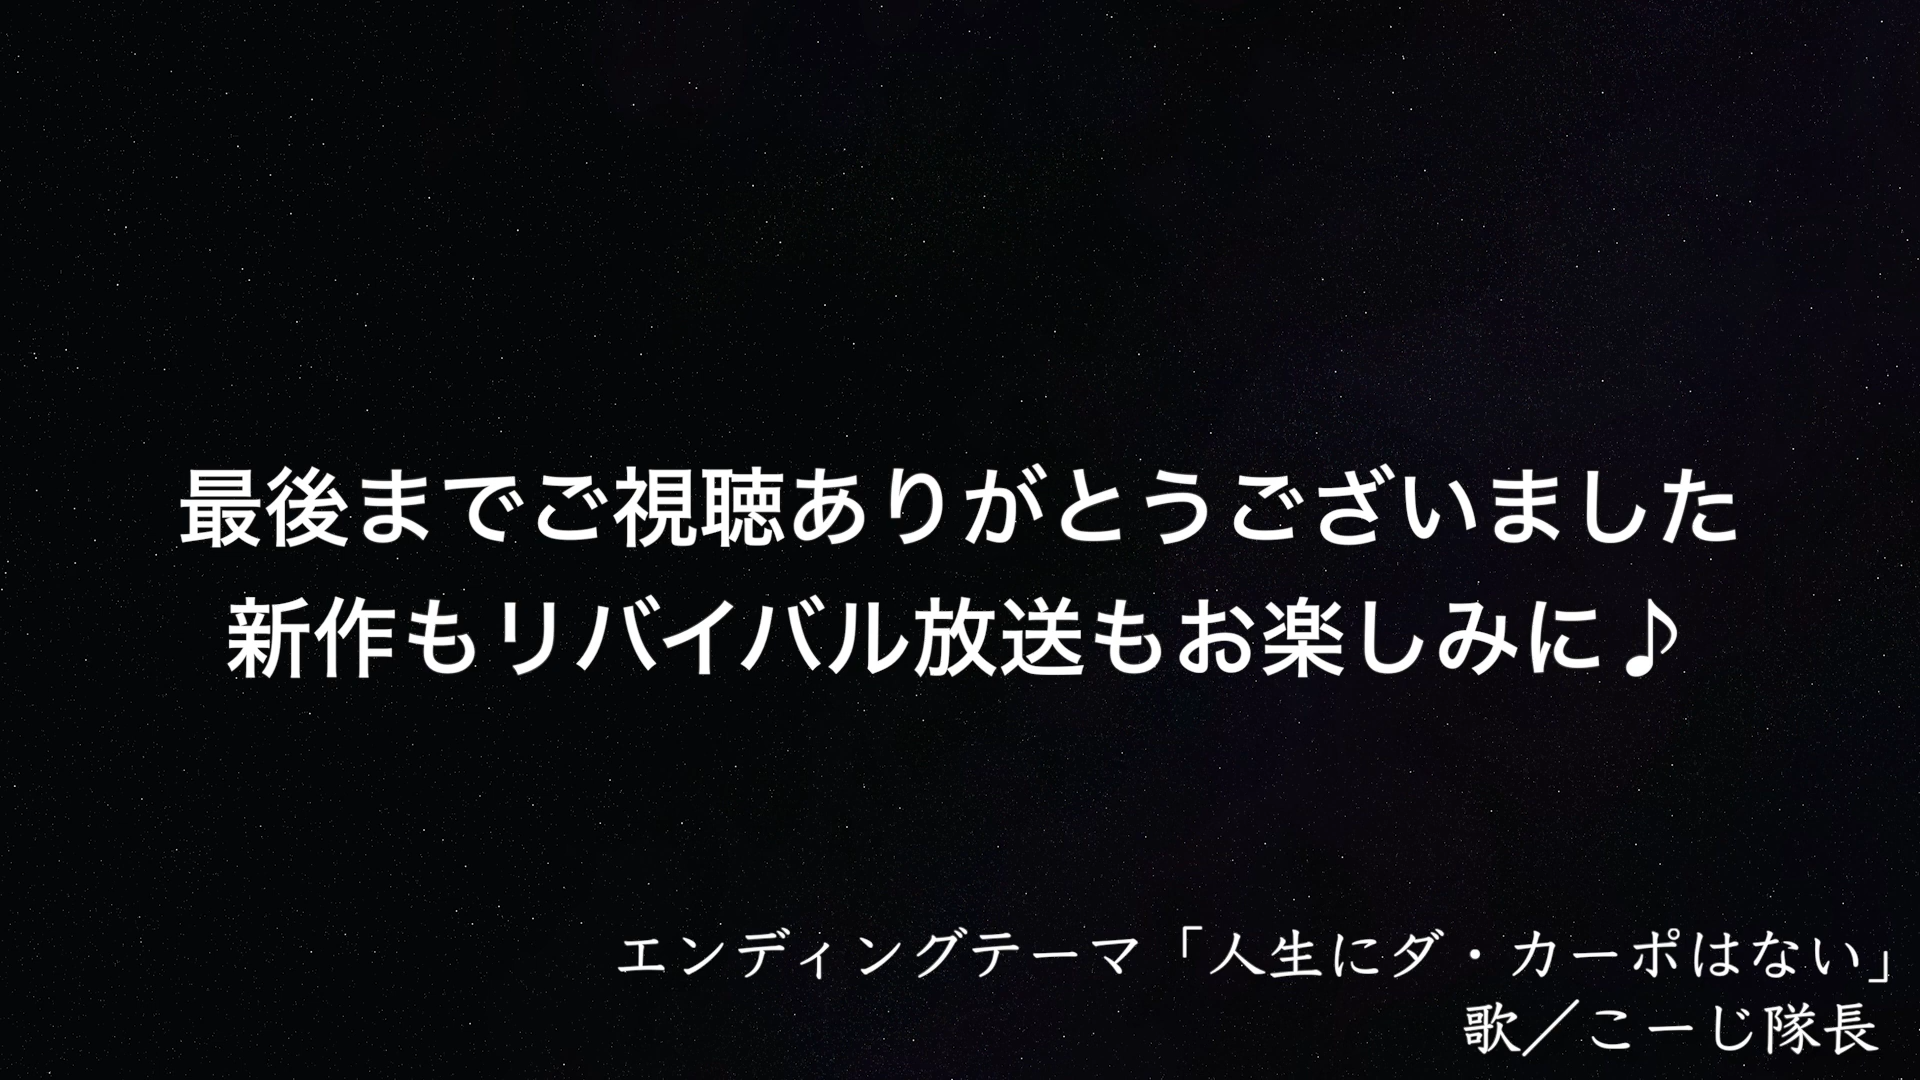 最後までご視聴ありがとうございました
新作もリバイバル放送もお楽しみに♪
エンディングテーマ「人生にダ・カーポはない」
歌／こーじ隊長